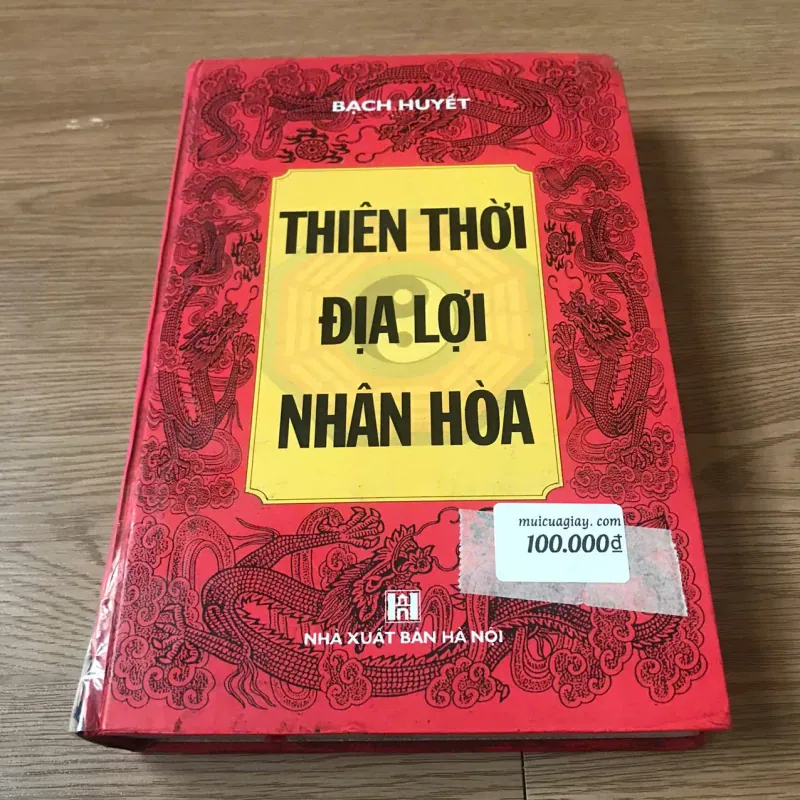 BẠCH HUYẾT
THIÊN THỜI
ĐỊA LỢI
NHÂN HÒA
muicuagiay. com
100.000đ
NHÀ XUẤT BẢN HÀ NỘI